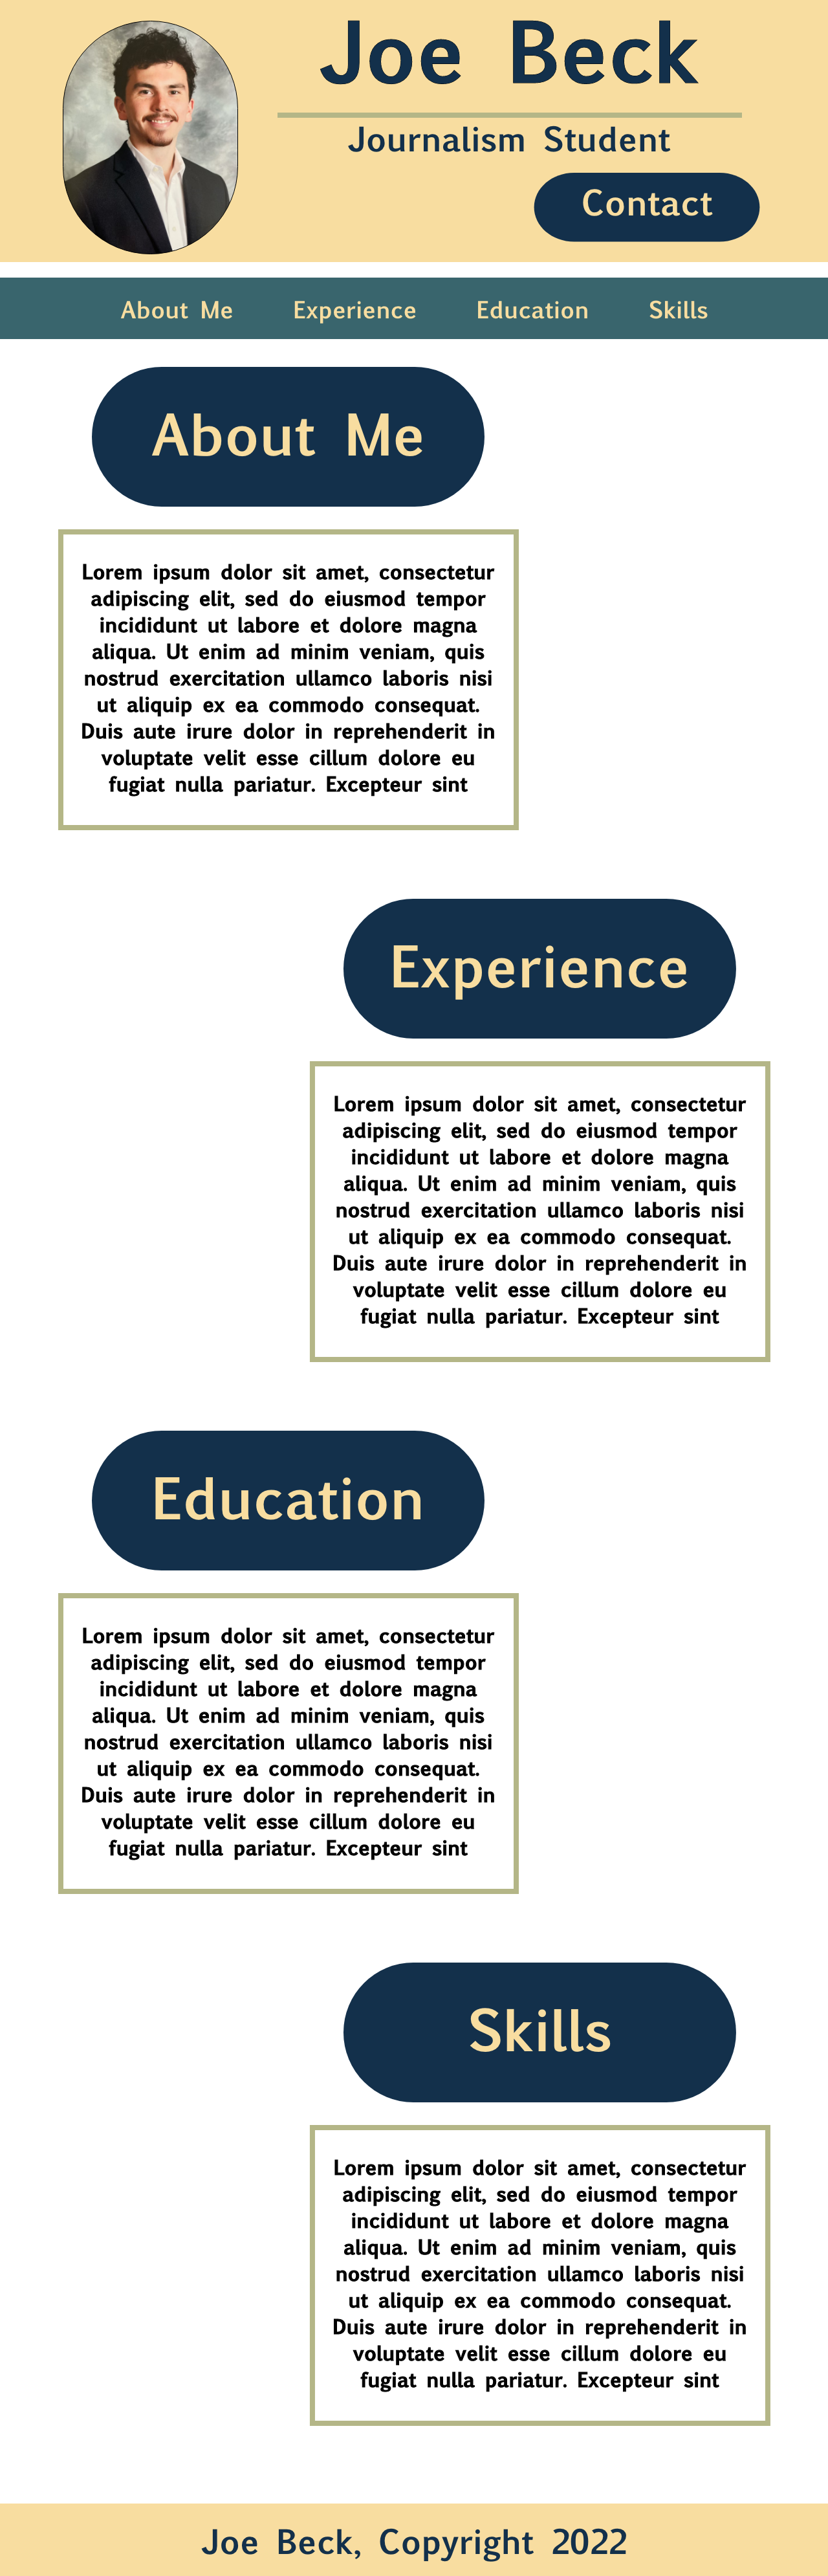 Joe Beck
Journalism Student
Contact
About Me Experience Education Skills
About Me
Lorem ipsum dolor sit amet, consectetur
adipiscing elit, sed do eiusmod tempor
incididunt ut labore et dolore magna
aliqua. Ut enim ad minim veniam, quis
nostrud exercitation ullamco laboris nisi
ut aliquip ex ea commodo consequat.
Duis aute irure dolor in reprehenderit in
voluptate velit esse cillum dolore eu
fugiat nulla pariatur. Excepteur sint
Experience
Lorem ipsum dolor sit amet, consectetur
adipiscing elit, sed do eiusmod tempor
incididunt ut labore et dolore magna
aliqua. Ut enim ad minim veniam, quis
nostrud exercitation ullamco laboris nisi
ut aliquip ex ea commodo consequat.
Duis aute irure dolor in reprehenderit in
voluptate velit esse cillum dolore eu
fugiat nulla pariatur. Excepteur sint
Education
Lorem ipsum dolor sit amet, consectetur
adipiscing elit, sed do eiusmod tempor
incididunt ut labore et dolore magna
aliqua. Ut enim ad minim veniam, quis
nostrud exercitation ullamco laboris nisi
ut aliquip ex ea commodo consequat.
Duis aute irure dolor in reprehenderit in
voluptate velit esse cillum dolore eu
fugiat nulla pariatur. Excepteur sint
Skills
Lorem ipsum dolor sit amet, consectetur
adipiscing elit, sed do eiusmod tempor
incididunt ut labore et dolore magna
aliqua. Ut enim ad minim veniam, quis
nostrud exercitation ullamco laboris nisi
ut aliquip ex ea commodo consequat.
Duis aute irure dolor in reprehenderit in
voluptate velit esse cillum dolore eu
fugiat nulla pariatur. Excepteur sint
Joe Beck, Copyright 2022